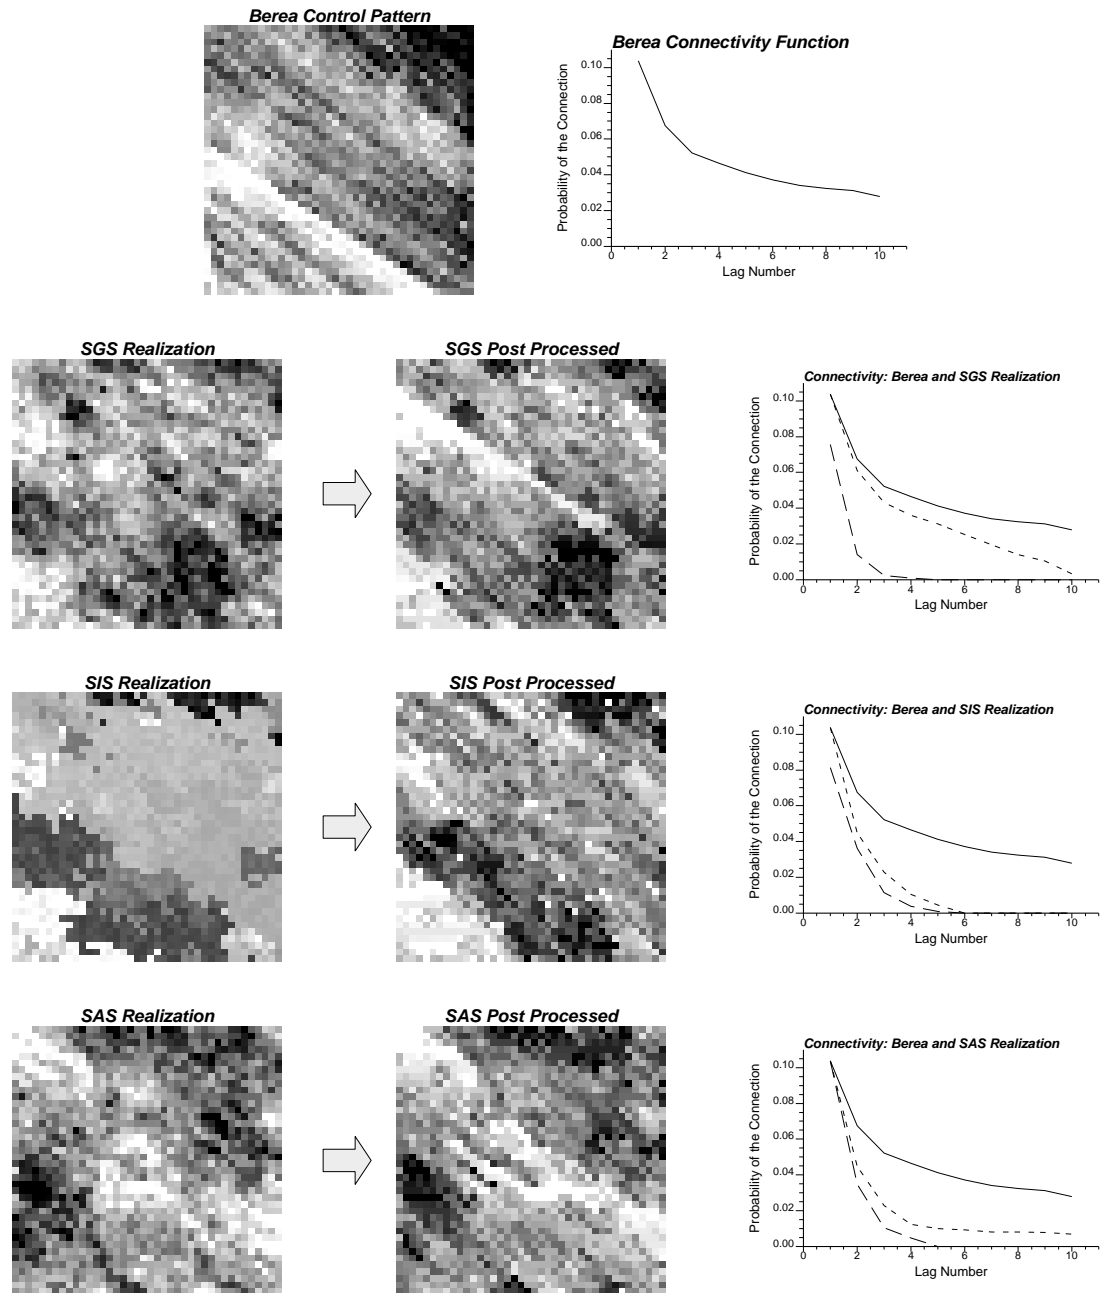 Berea Control Pattern
Berea Connectivity Function
Probability of the Connection
0.10
0.08
0.06
0.04
0.02
0.00
0 2 4 6 8 10
Lag Number
SGS Realization
SGS Post Processed
Connectivity: Berea and SGS Realization
Probability of the Connection
0.10
0.08
0.06
0.04
0.02
0.00
0 2 4 6 8 10
Lag Number
SIS Realization
SIS Post Processed
Connectivity: Berea and SIS Realization
Probability of the Connection
0.10
0.08
0.06
0.04
0.02
0.00
0 2 4 6 8 10
Lag Number
SAS Realization
SAS Post Processed
Connectivity: Berea and SAS Realization
Probability of the Connection
0.10
0.08
0.06
0.04
0.02
0.00
0 2 4 6 8 10
Lag Number